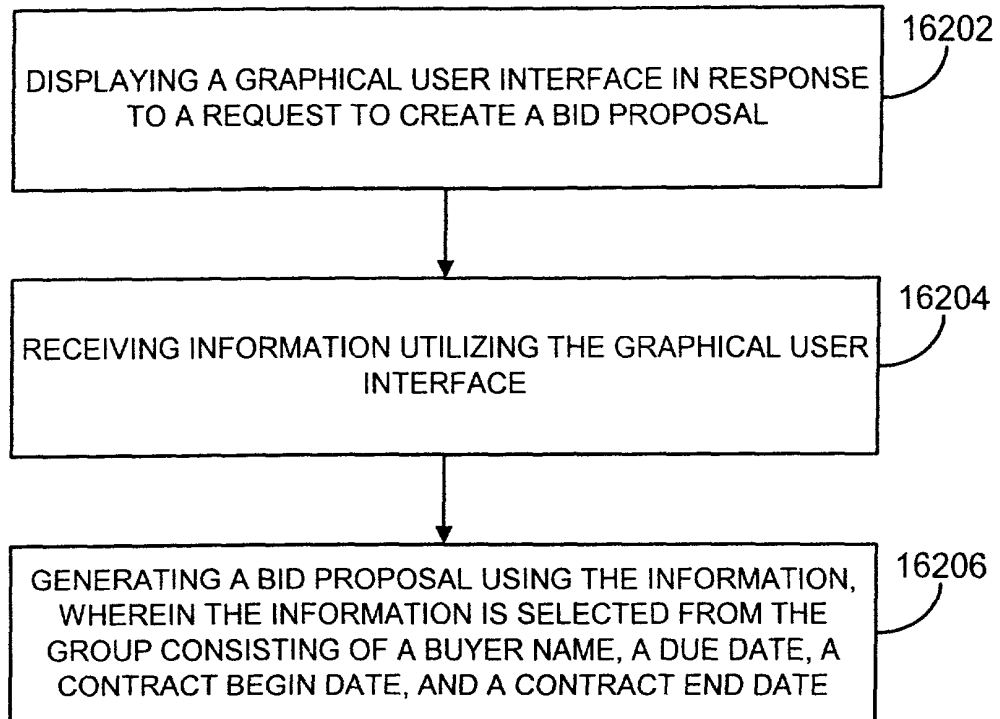 16202
DISPLAYING A GRAPHICAL USER INTERFACE IN RESPONSE
TO A REQUEST TO CREATE A BID PROPOSAL
16204
RECEIVING INFORMATION UTILIZING THE GRAPHICAL USER
INTERFACE
16206
GENERATING A BID PROPOSAL USING THE INFORMATION,
WHEREIN THE INFORMATION IS SELECTED FROM THE
GROUP CONSISTING OF A BUYER NAME, A DUE DATE, A
CONTRACT BEGIN DATE, AND A CONTRACT END DATE